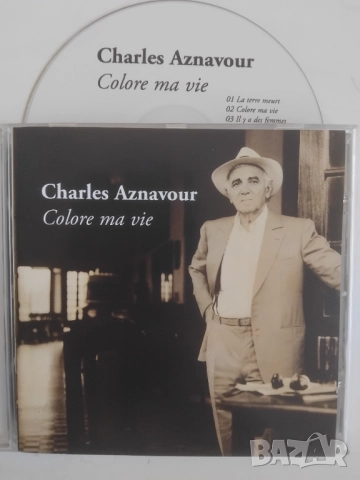 Charles Aznavour
Colore ma vie
01 La terre meurt
02 Colore ma vie
03 Il y a des femmes
Charles Aznavour
Colore ma vie
BAZAR